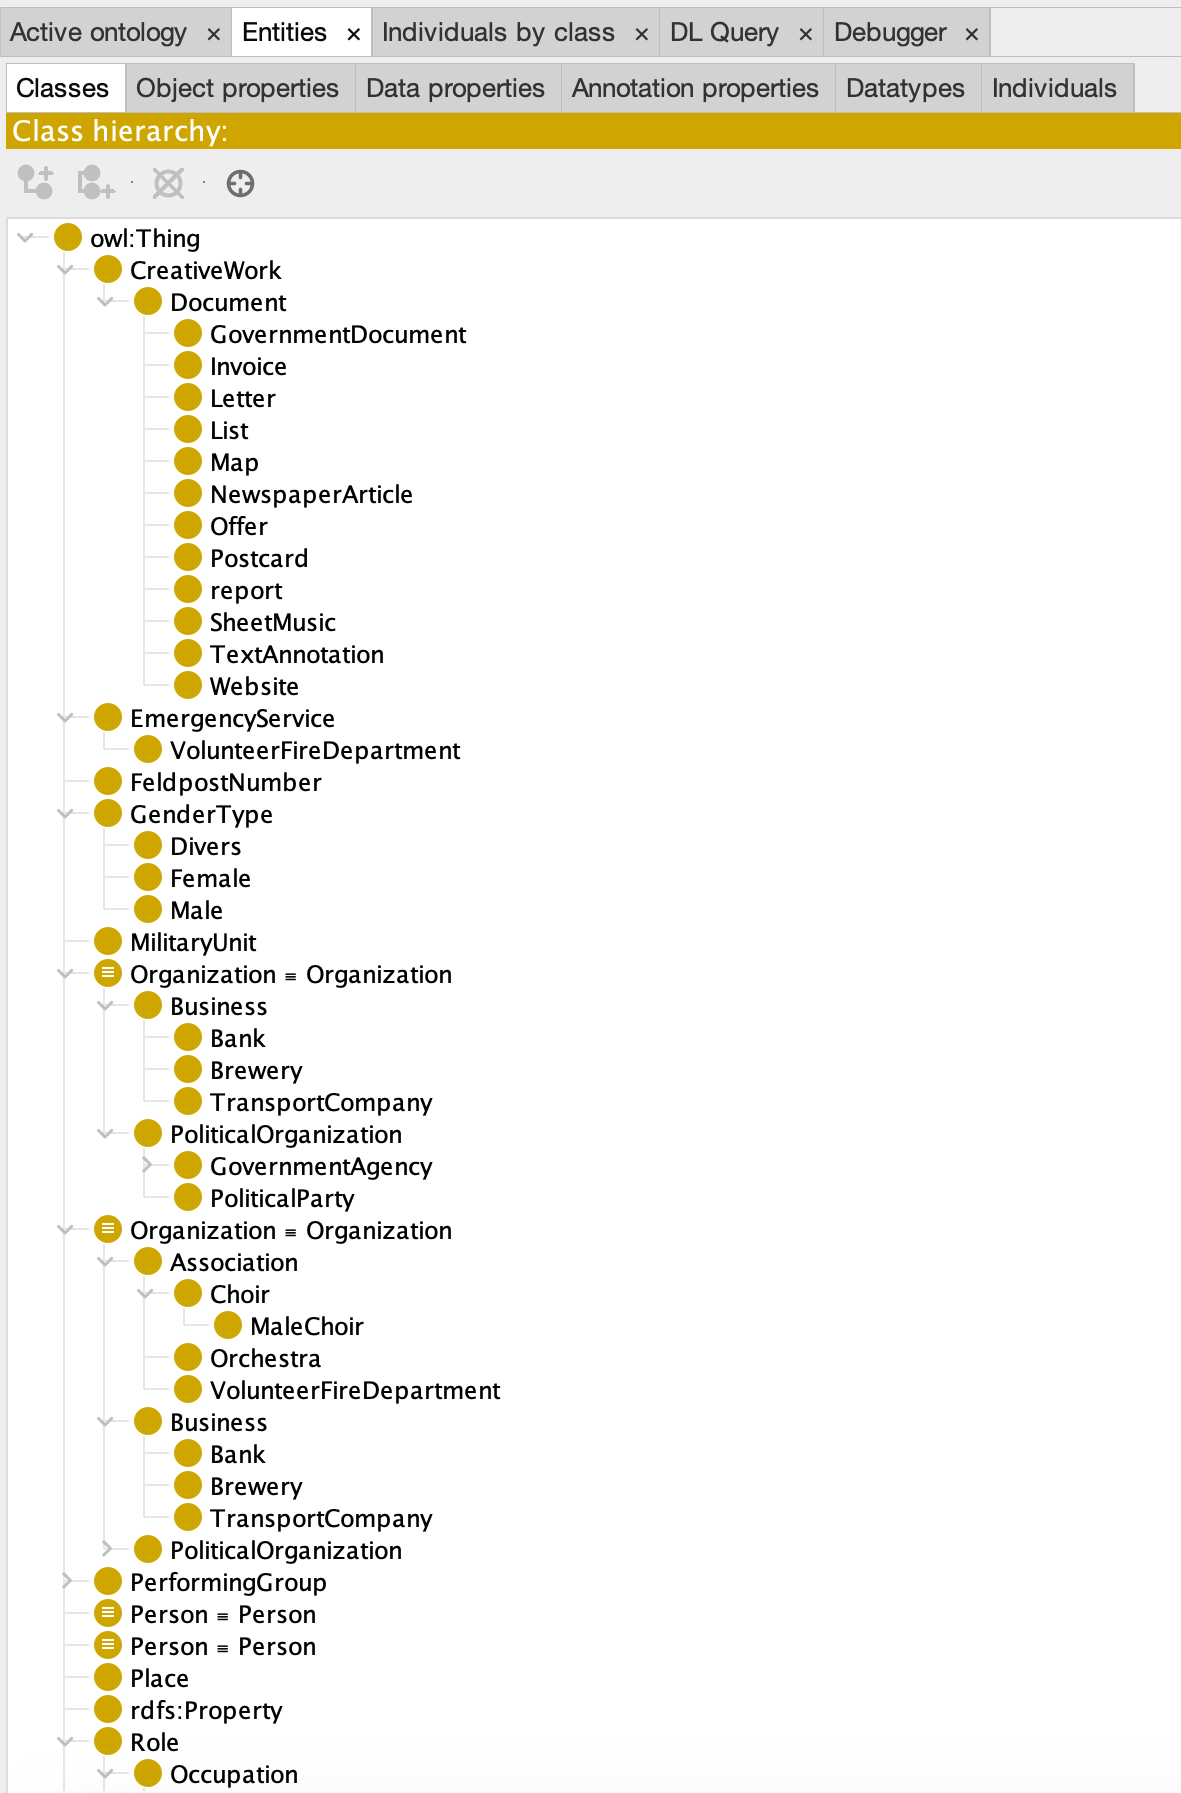 Active ontology × Entities × Individuals by class × DL Query × Debugger ×
Classes Object properties Data properties Annotation properties Datatypes Individuals
Class hierarchy:
owl:Thing
CreativeWork
Document
GovernmentDocument
Invoice
Letter
List
Map
NewspaperArticle
Offer
Postcard
report
SheetMusic
TextAnnotation
Website
EmergencyService
VolunteerFireDepartment
FeldpostNumber
GenderType
Divers
Female
Male
MilitaryUnit
Organization ≡ Organization
Business
Bank
Brewery
TransportCompany
PoliticalOrganization
GovernmentAgency
PoliticalParty
Organization ≡ Organization
Association
Choir
MaleChoir
Orchestra
VolunteerFireDepartment
Business
Bank
Brewery
TransportCompany
PoliticalOrganization
PerformingGroup
Person ≡ Person
Person ≡ Person
Place
rdfs:Property
Role
Occupation